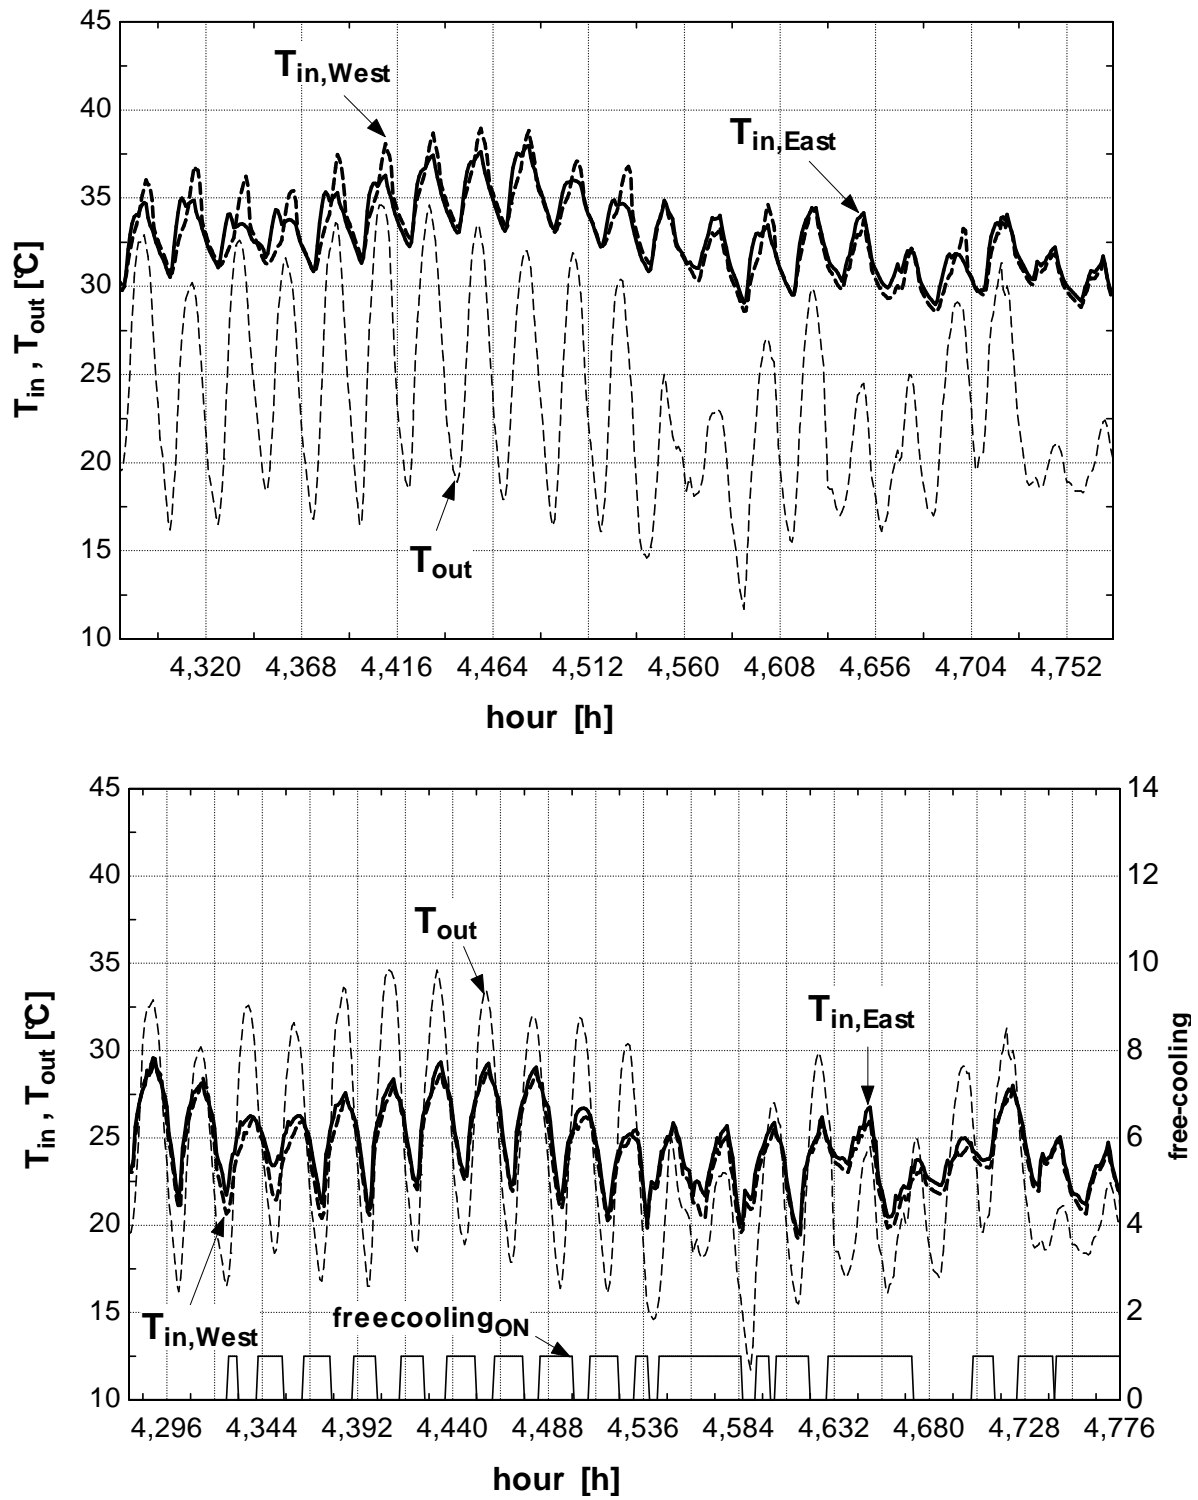 45
40
35
30
25
20
15
10
T_in , T_out [°C]
T_in,West
T_in,East
T_out
4,320 4,368 4,416 4,464 4,512 4,560 4,608 4,656 4,704 4,752
hour [h]
45
40
35
30
25
20
15
10
T_in , T_out [°C]
14
12
10
8
6
4
2
0
free-cooling
T_out
T_in,East
T_in,West
freecooling_ON
4,296 4,344 4,392 4,440 4,488 4,536 4,584 4,632 4,680 4,728 4,776
hour [h]